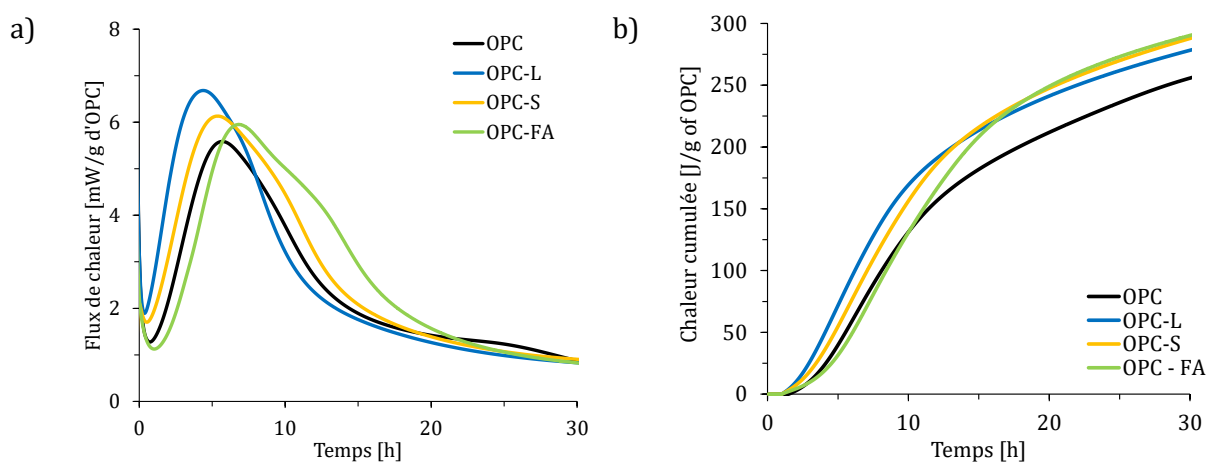 a)
Flux de chaleur [mW/g d'OPC]
8
6
4
2
0
0
10
20
30
Temps [h]
OPC
OPC-L
OPC-S
OPC-FA
b)
Chaleur cumulée [J/g of OPC]
300
250
200
150
100
50
0
0
10
20
30
Temps [h]
OPC
OPC-L
OPC-S
OPC - FA